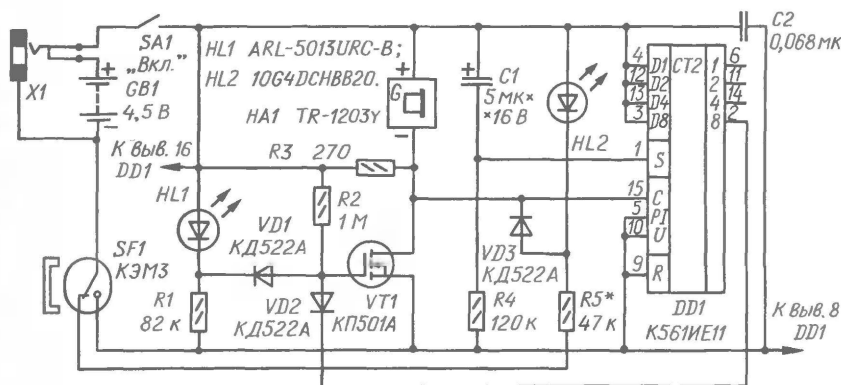 C2
0,068 мк
SA1
„Вкл."
GB1
4,5 В
+
−
X1
HL1 ARL-5013URC-B;
HL2 10G4DCHBB20.
HA1 TR-1203Y
+
G
−
+
C1
5 мк×
×16 В
HL2
4 D1
12 D2
13 D4
3 D8
CT2
1 6
2 11
4 14
8 2
1 S
15 C
5 PI
10 U
9 R
DD1
К561ИЕ11
К выв. 16
DD1
R3 270
HL1
R2
1 М
VD1
КД522А
VD3
КД522А
SF1
КЭМ3
R1
82 к
VD2
КД522А
VT1
КП501А
R4
120 к
R5*
47 к
К выв. 8
DD1